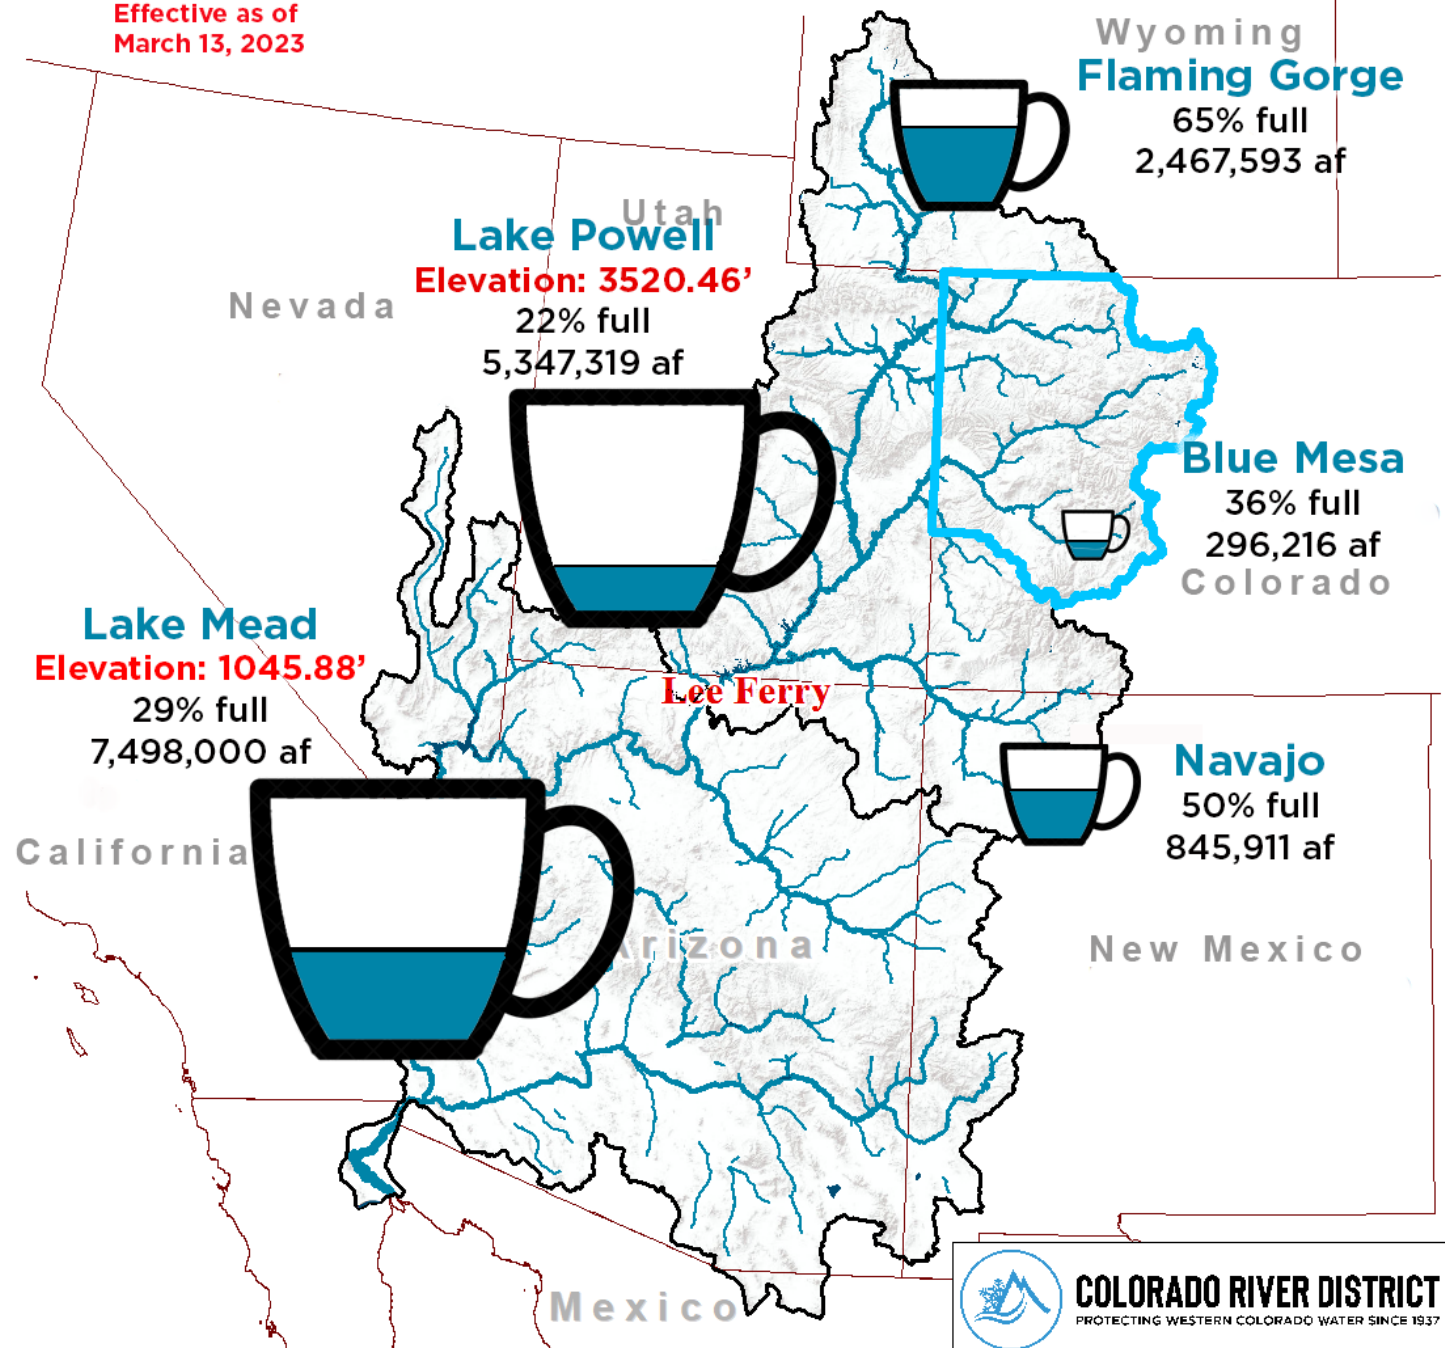 Effective as of
March 13, 2023
Wyoming
Flaming Gorge
65% full
2,467,593 af
Utah
Lake Powell
Elevation: 3520.46’
22% full
5,347,319 af
Nevada
Blue Mesa
36% full
296,216 af
Colorado
Lake Mead
Elevation: 1045.88’
29% full
7,498,000 af
Lee Ferry
Navajo
50% full
845,911 af
California
Arizona
New Mexico
Mexico
COLORADO RIVER DISTRICT
PROTECTING WESTERN COLORADO WATER SINCE 1937